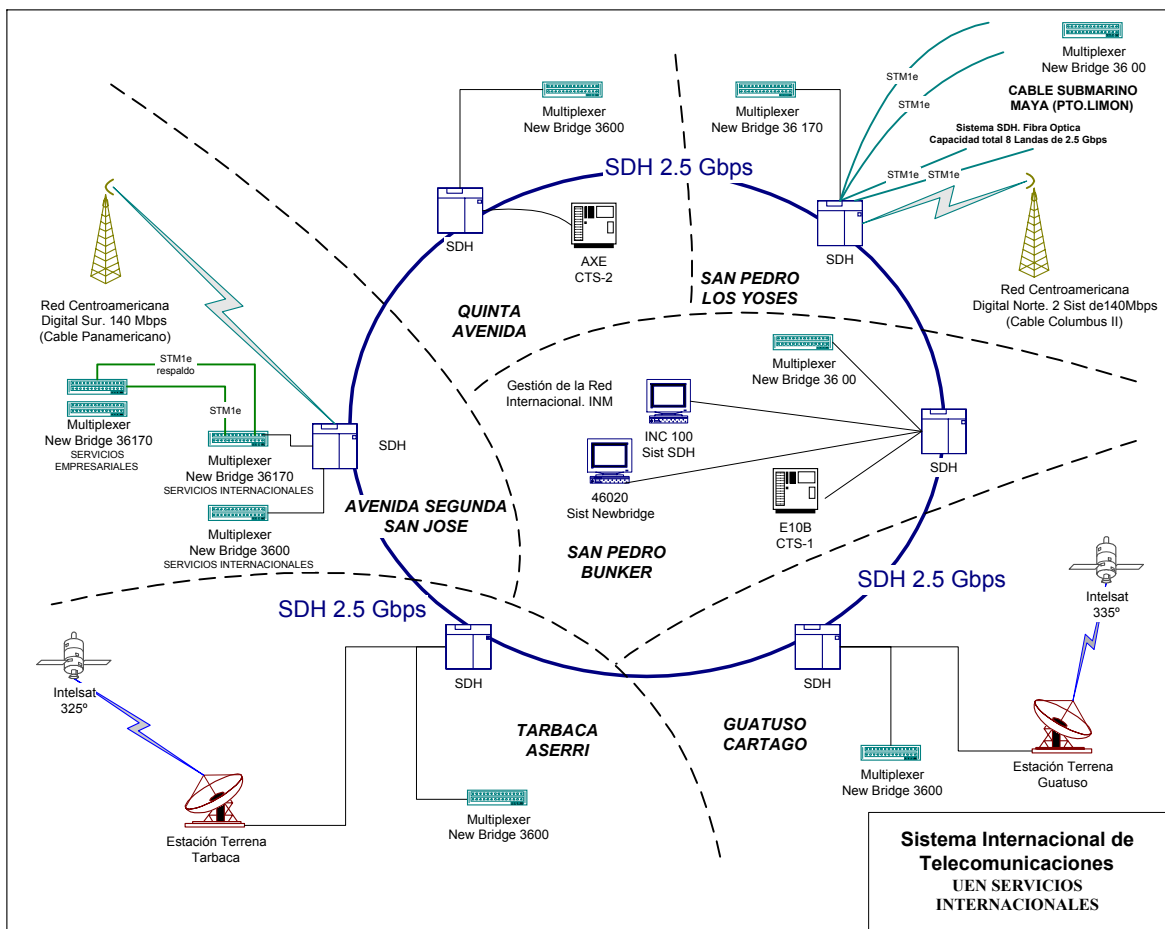 Multiplexer
New Bridge 36 00
CABLE SUBMARINO
MAYA (PTO.LIMON)
Sistema SDH. Fibra Optica
Capacidad total 8 Landas de 2.5 Gbps
STM1e
STM1e
STM1e
STM1e
Multiplexer
New Bridge 3600
Multiplexer
New Bridge 36 170
SDH 2.5 Gbps
SDH
AXE
CTS-2
SDH
Red Centroamericana
Digital Norte. 2 Sist de140Mbps
(Cable Columbus II)
SAN PEDRO
LOS YOSES
QUINTA
AVENIDA
Red Centroamericana
Digital Sur. 140 Mbps
(Cable Panamericano)
STM1e
respaldo
STM1e
Multiplexer
New Bridge 36170
SERVICIOS
EMPRESARIALES
Multiplexer
New Bridge 36170
SERVICIOS INTERNACIONALES
Multiplexer
New Bridge 3600
SERVICIOS INTERNACIONALES
SDH
AVENIDA SEGUNDA
SAN JOSE
Gestión de la Red
Internacional. INM
Multiplexer
New Bridge 36 00
INC 100
Sist SDH
46020
Sist Newbridge
E10B
CTS-1
SDH
SAN PEDRO
BUNKER
SDH 2.5 Gbps
SDH 2.5 Gbps
Intelsat
335º
Intelsat
325º
SDH
SDH
TARBACA
ASERRI
GUATUSO
CARTAGO
Estación Terrena
Guatuso
Multiplexer
New Bridge 3600
Estación Terrena
Tarbaca
Multiplexer
New Bridge 3600
Sistema Internacional de
Telecomunicaciones
UEN SERVICIOS
INTERNACIONALES